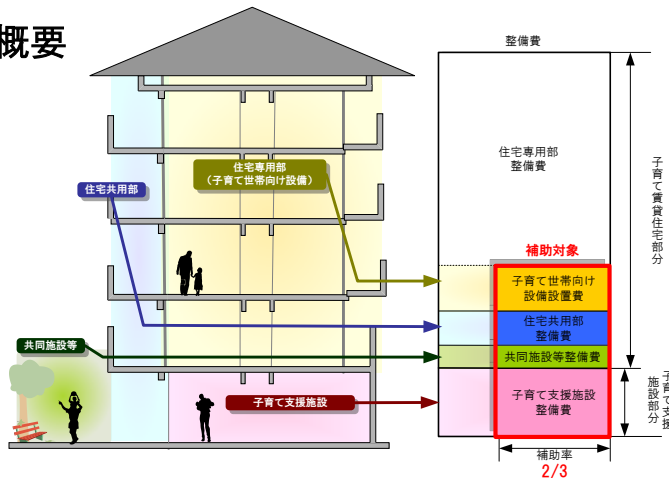 概要
整備費
住宅専用部
整備費
住宅専用部
（子育て世帯向け設備）
住宅共用部
子育て賃貸住宅部分
補助対象
子育て世帯向け
設備設置費
住宅共用部
整備費
共同施設等
共同施設等整備費
子育て支援施設
子育て支援施設
整備費
子育て支援
施設部分
補助率
2/3